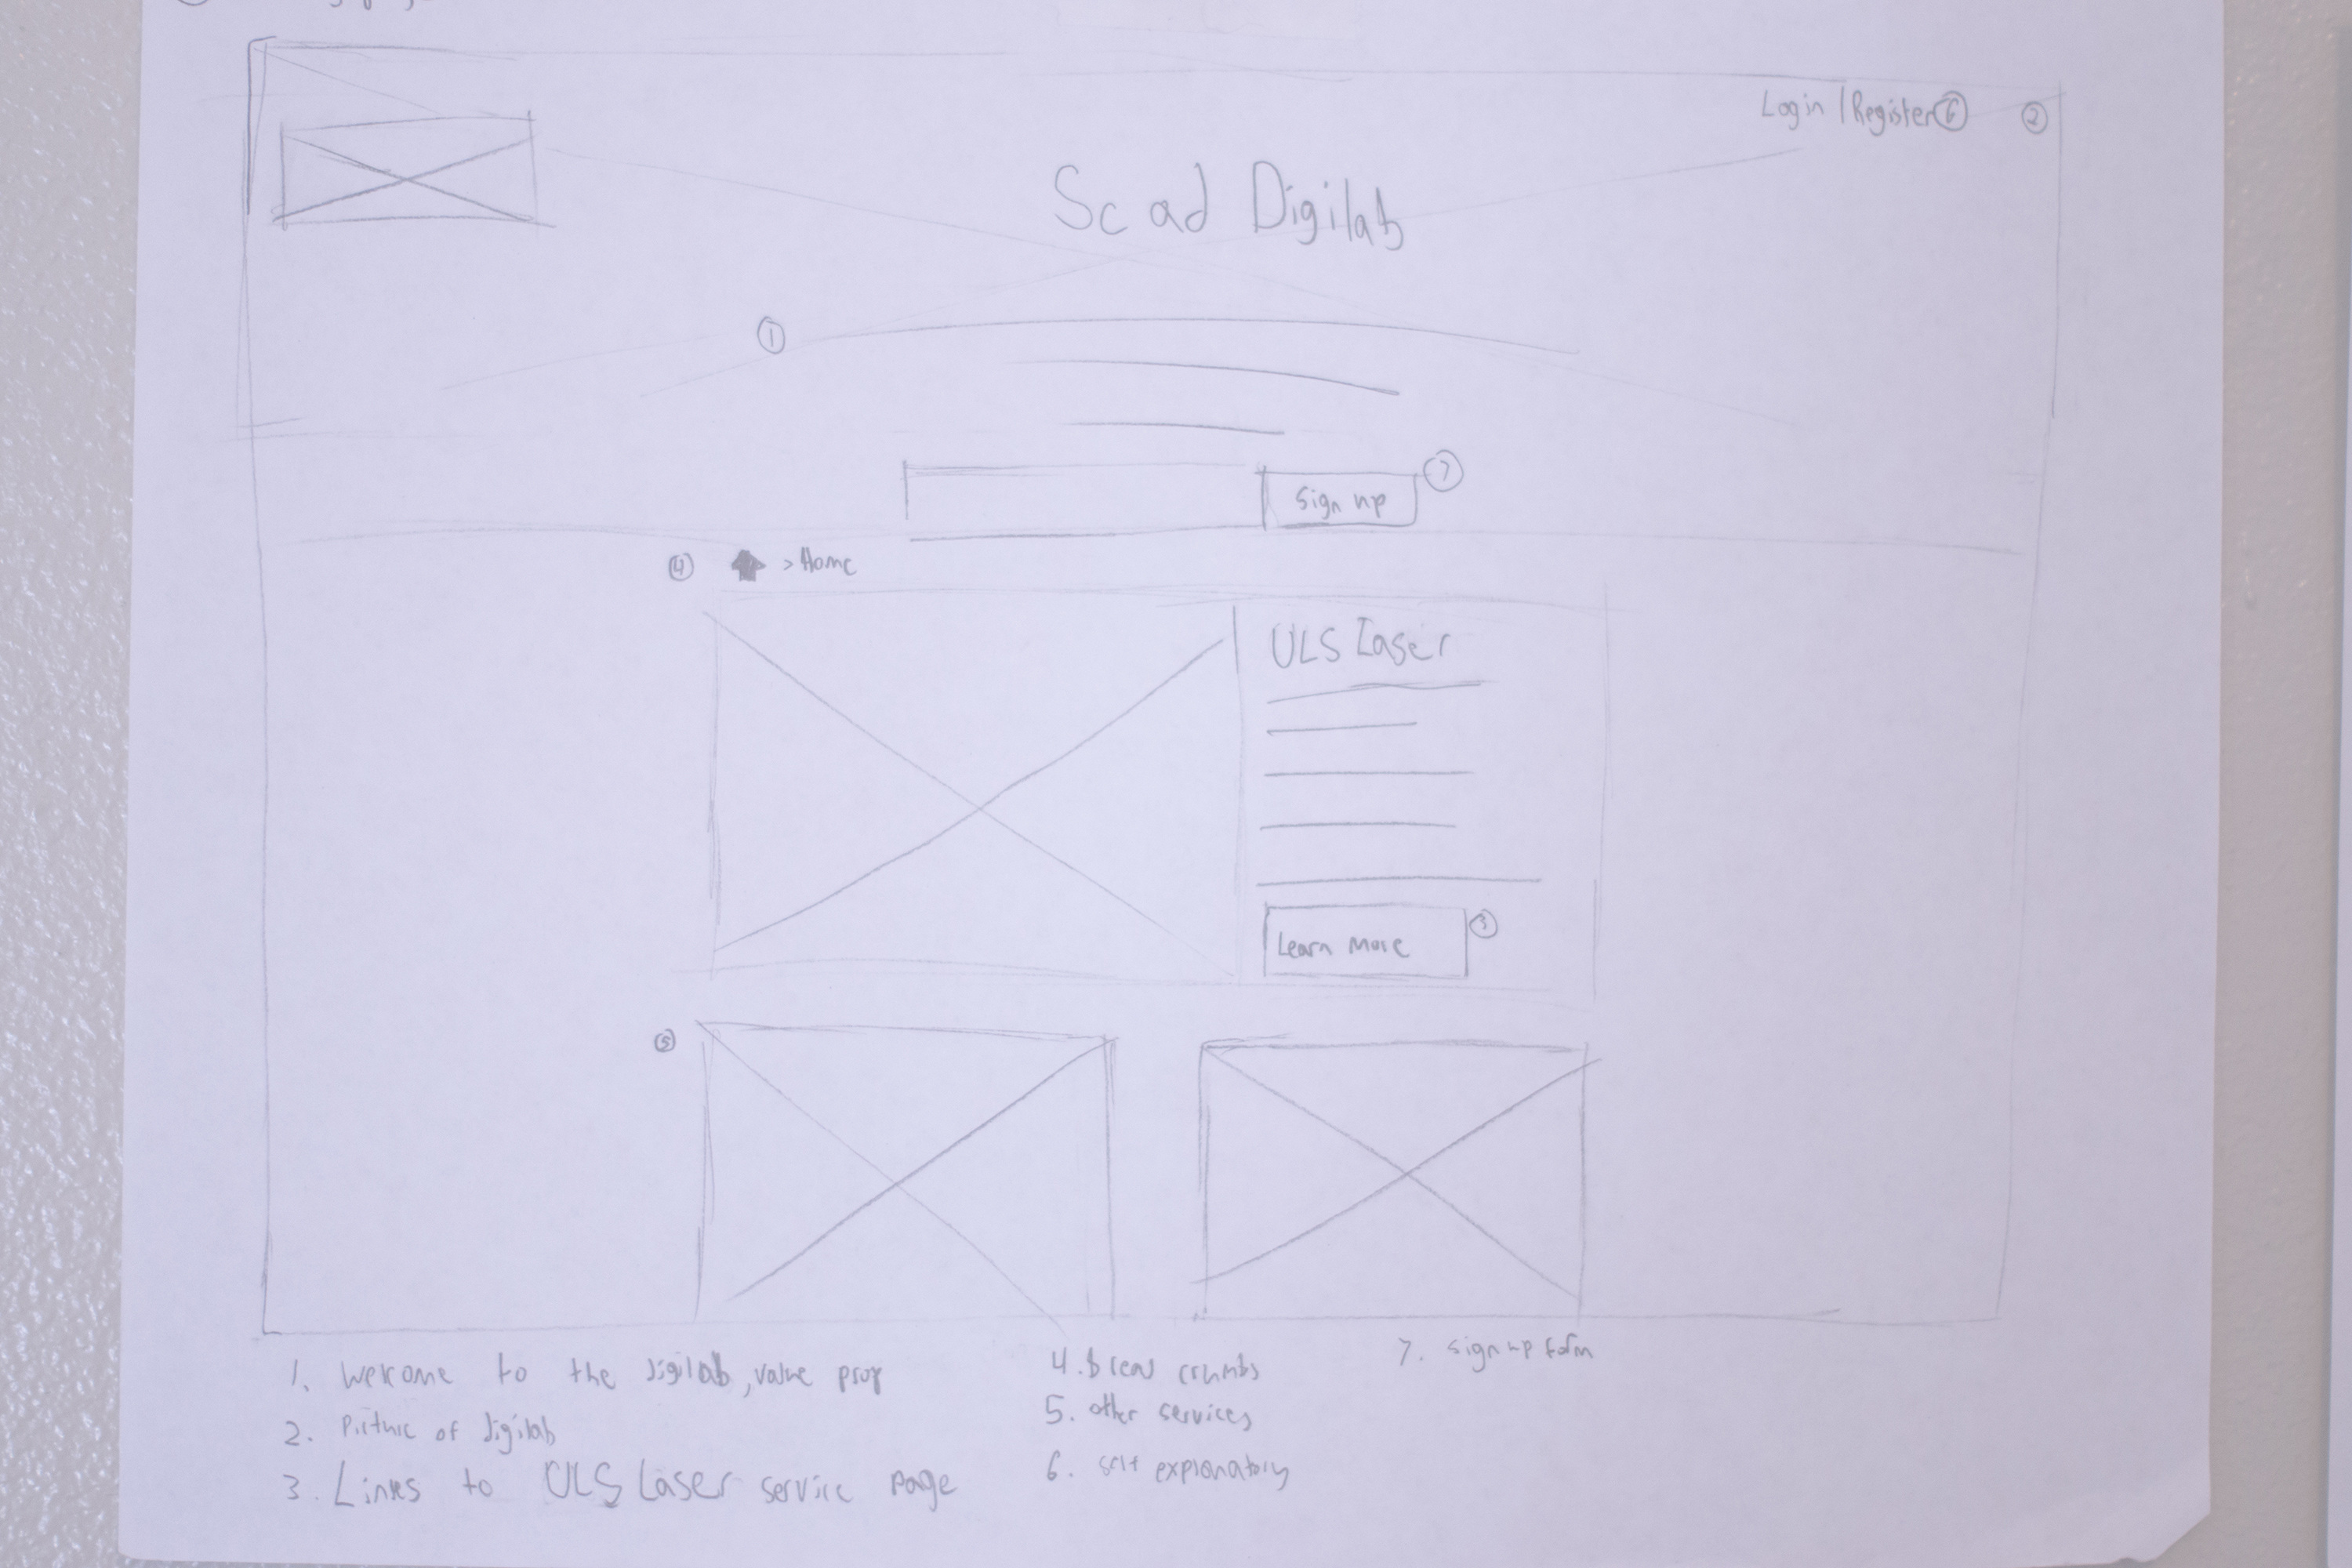 Login | Register 6 2
Scad Digilab
1
Sign up 7
4 > Home
ULS Laser
Learn More 3
5
1. Welcome to the digilab, value prop
2. Picture of digilab
3. Links to ULS Laser service page
4. bread crumbs
5. other services
6. self explanatory
7. sign up form